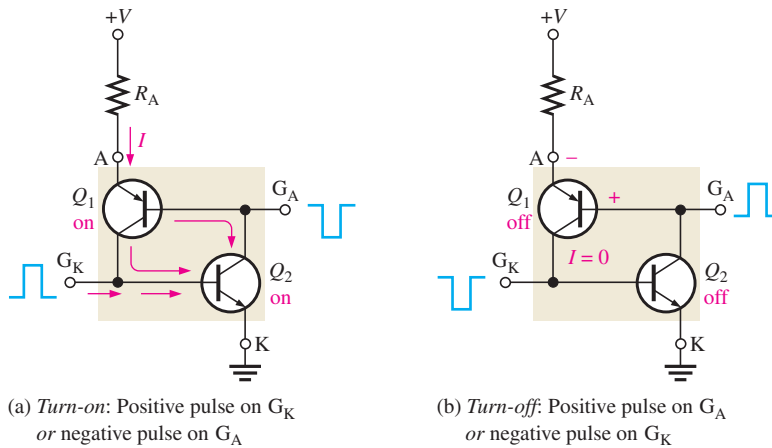 +V
R_A
I
A
Q_1
on
G_A
G_K
Q_2
on
K
(a) Turn-on: Positive pulse on G_K
or negative pulse on G_A
+V
R_A
A
−
Q_1
off
+
G_A
G_K
I = 0
Q_2
off
K
(b) Turn-off: Positive pulse on G_A
or negative pulse on G_K